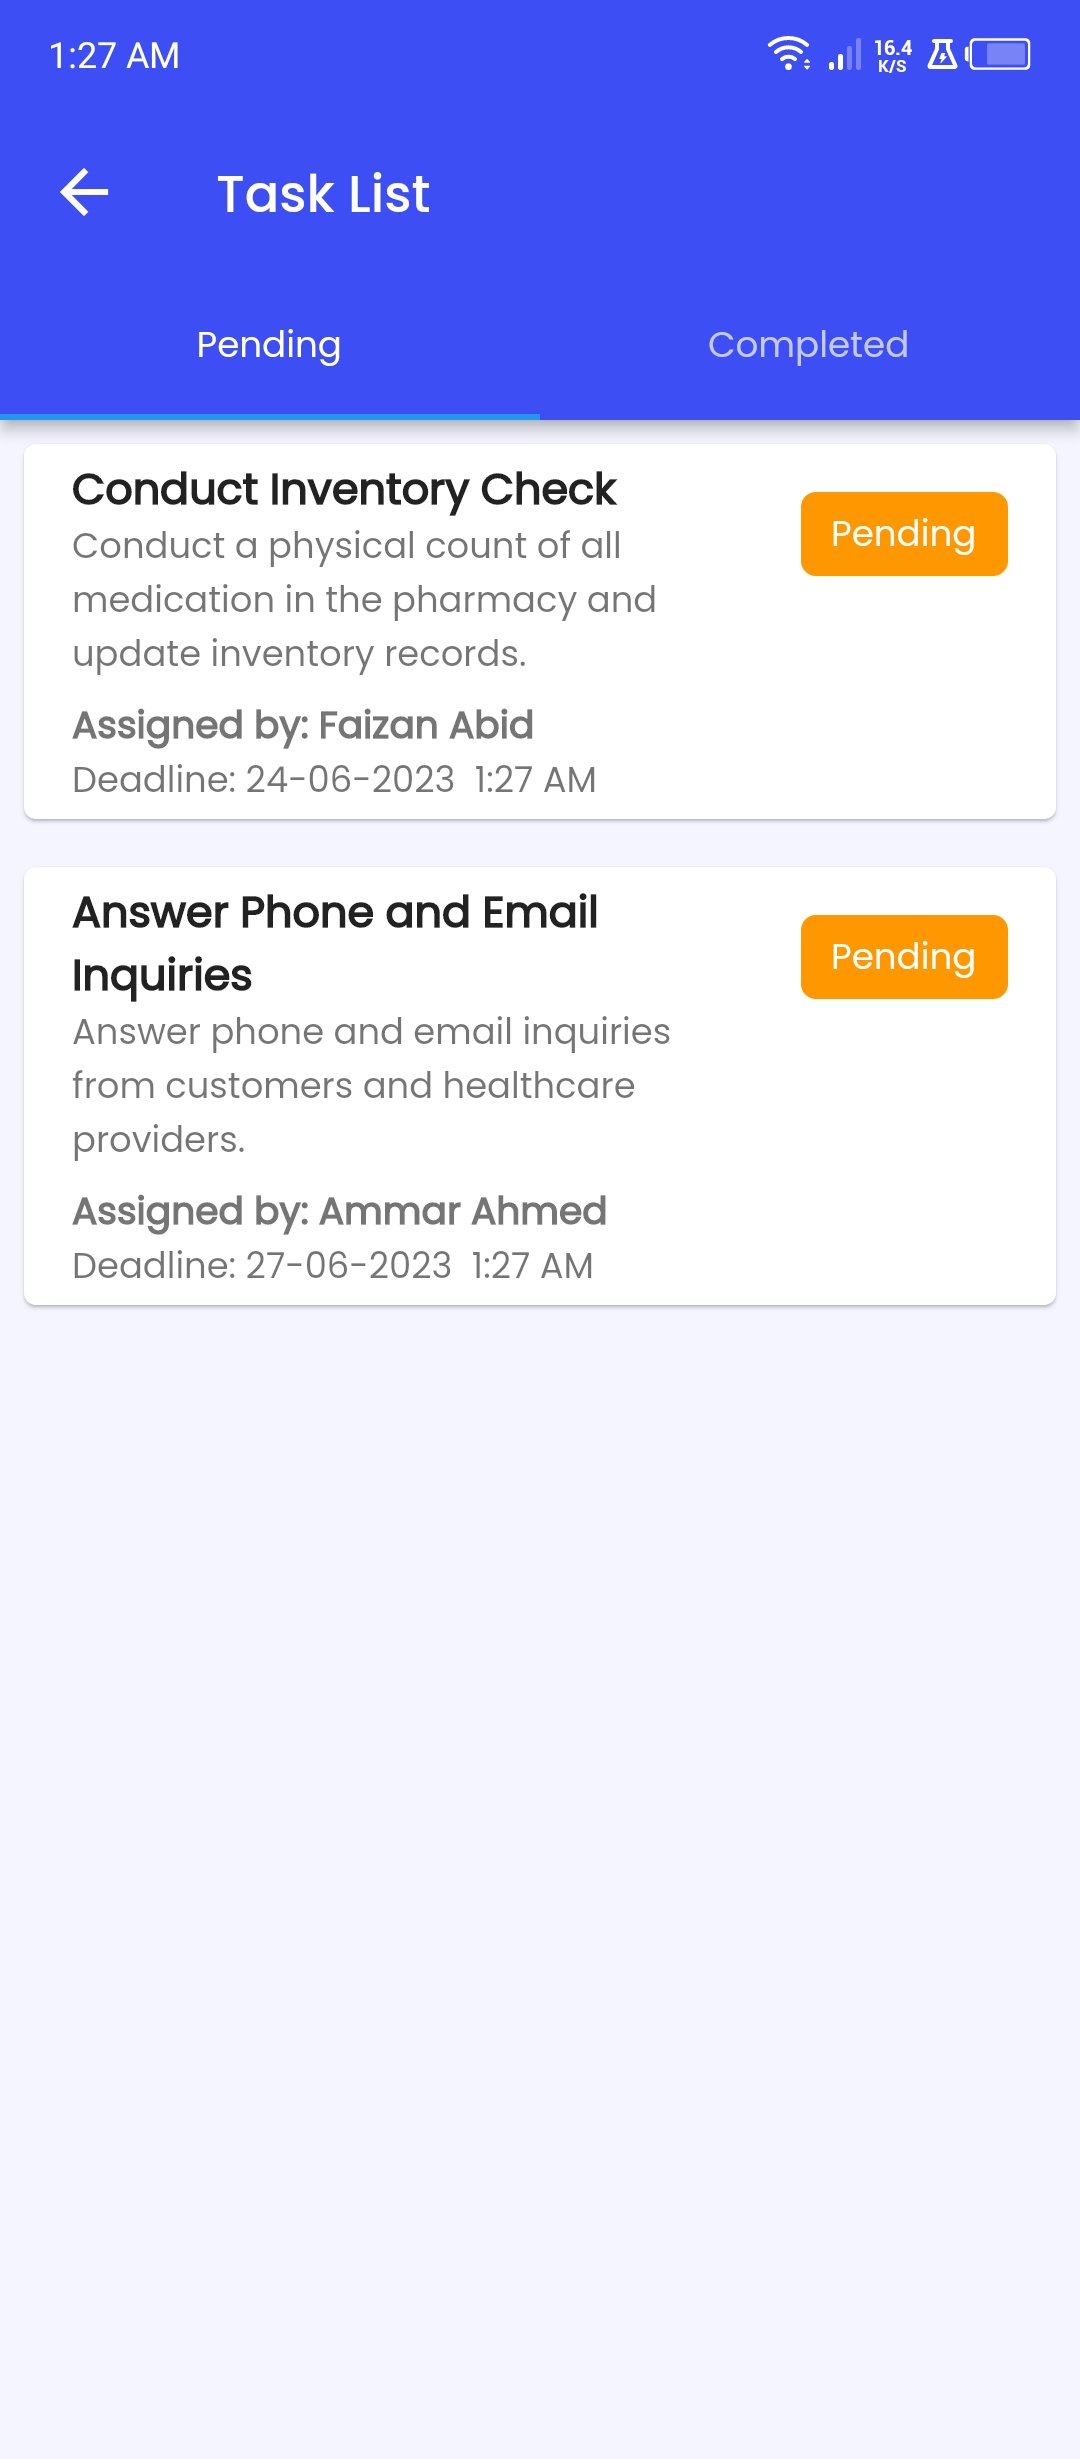 1:27 AM
16.4
K/S
Task List
Pending
Completed
Conduct Inventory Check
Pending
Conduct a physical count of all
medication in the pharmacy and
update inventory records.
Assigned by: Faizan Abid
Deadline: 24-06-2023  1:27 AM
Answer Phone and Email
Inquiries
Pending
Answer phone and email inquiries
from customers and healthcare
providers.
Assigned by: Ammar Ahmed
Deadline: 27-06-2023  1:27 AM